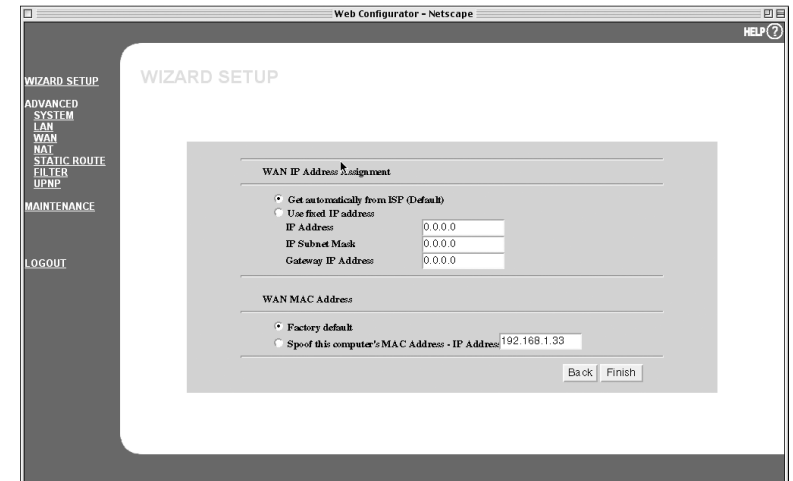 Web Configurator - Netscape
HELP ?
WIZARD SETUP
WIZARD SETUP
ADVANCED
SYSTEM
LAN
WAN
NAT
STATIC ROUTE
FILTER
UPNP
MAINTENANCE
LOGOUT
WAN IP Address Assignment
Get automatically from ISP (Default)
Use fixed IP address
IP Address 0.0.0.0
IP Subnet Mask 0.0.0.0
Gateway IP Address 0.0.0.0
WAN MAC Address
Factory default
Spoof this computer's MAC Address - IP Address 192.168.1.33
Back Finish